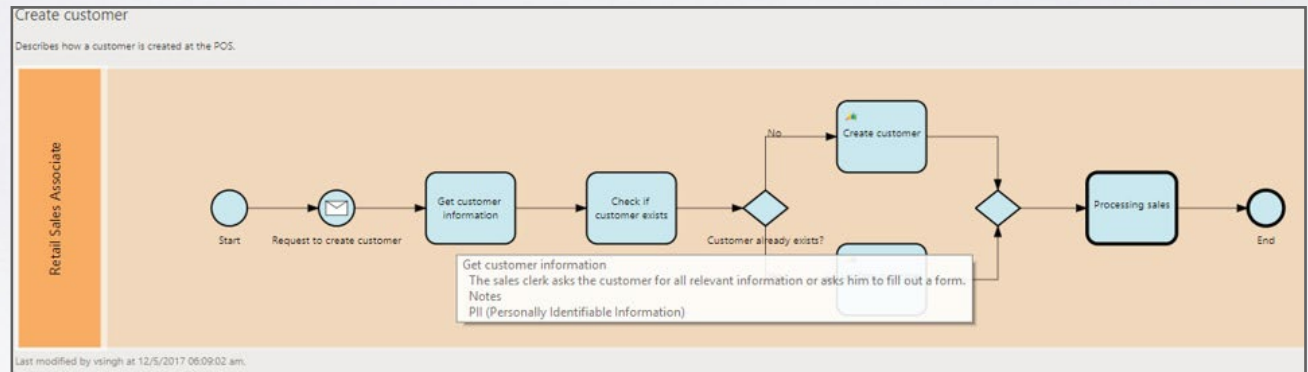 Create customer
Describes how a customer is created at the POS.
Retail Sales Associate
Start
Request to create customer
Get customer
information
Check if
customer exists
Customer already exists?
No
Create customer
Processing sales
End
Get customer information
The sales clerk asks the customer for all relevant information or asks him to fill out a form.
Notes
PII (Personally Identifiable Information)
Last modified by vsingh at 12/5/2017 06:09:02 am.